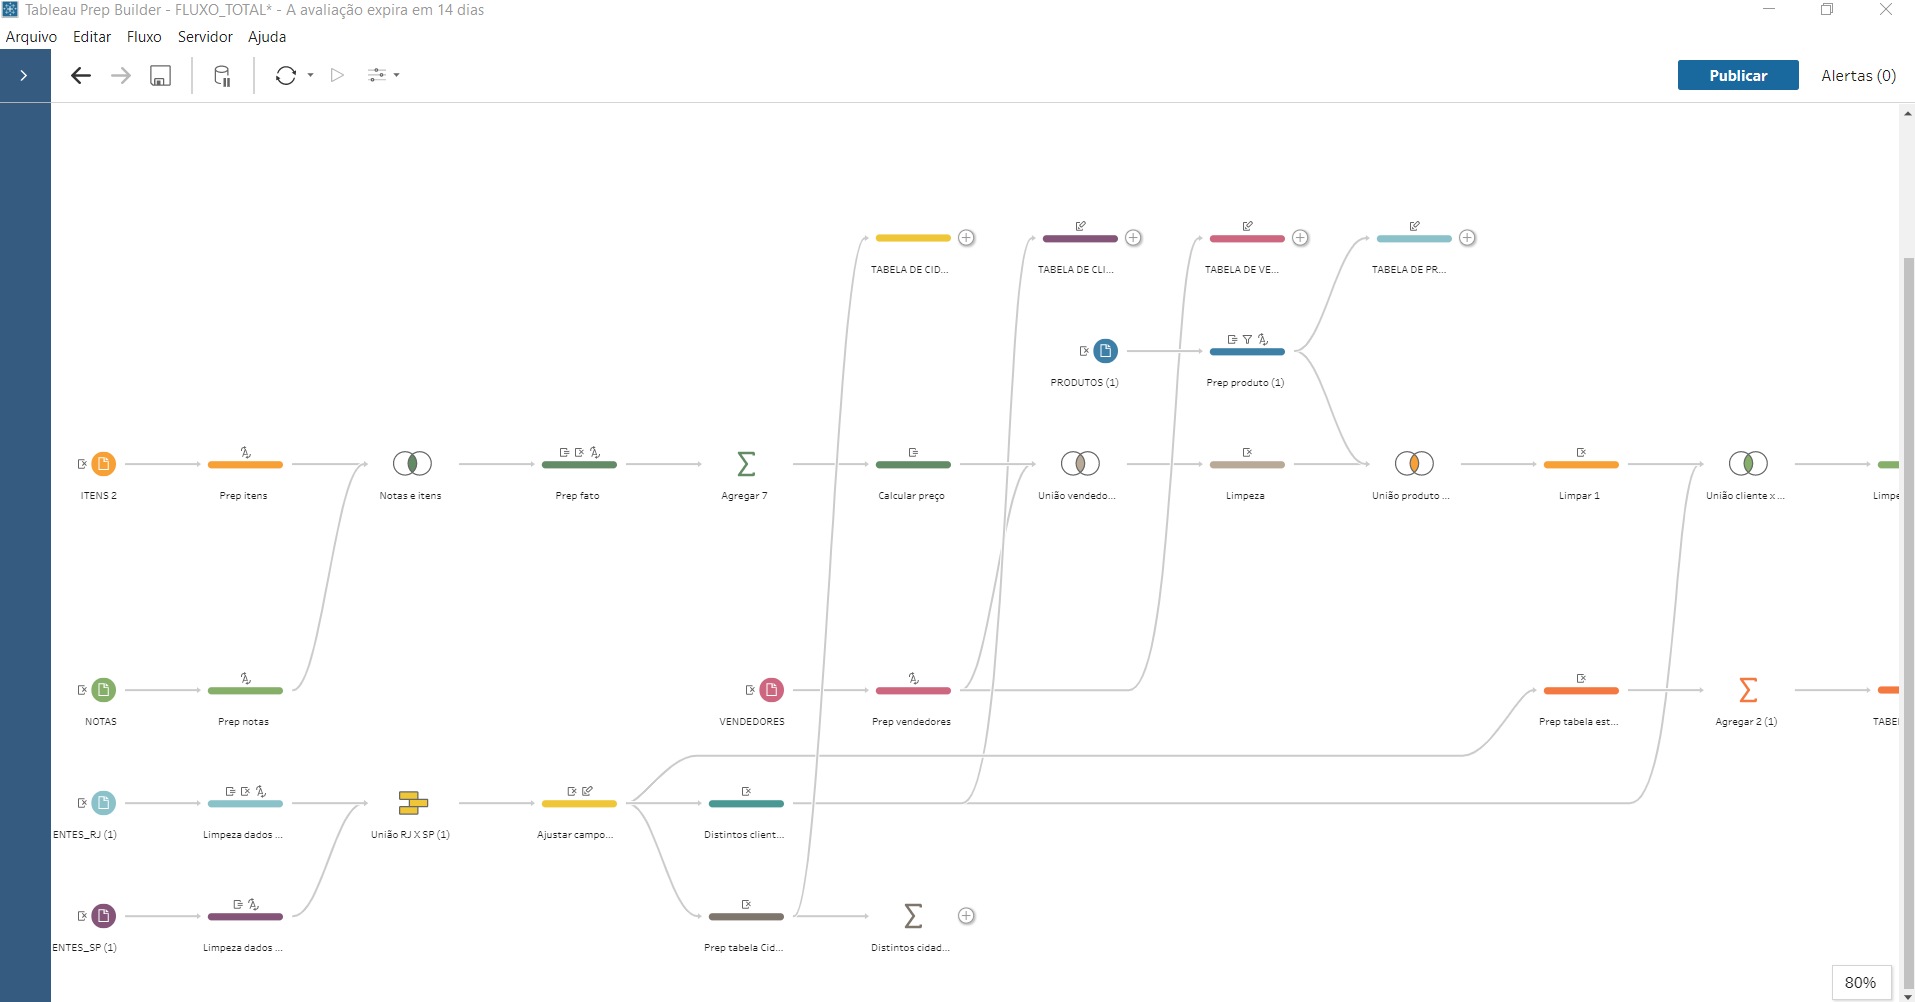 Tableau Prep Builder - FLUXO_TOTAL* - A avaliação expira em 14 dias
Arquivo Editar Fluxo Servidor Ajuda
Publicar Alertas (0)
TABELA DE CID... TABELA DE CLI... TABELA DE VE... TABELA DE PR...
PRODUTOS (1) Prep produto (1)
ITENS 2 Prep itens Notas e itens Prep fato Agregar 7 Calcular preço União vendedo... Limpeza União produto ... Limpar 1 União cliente x ... Limpe
NOTAS Prep notas VENDEDORES Prep vendedores Prep tabela est... Agregar 2 (1) TABE
ENTES_RJ (1) Limpeza dados ... União RJ X SP (1) Ajustar campo... Distintos client...
ENTES_SP (1) Limpeza dados ... Prep tabela Cid... Distintos cidad...
80%